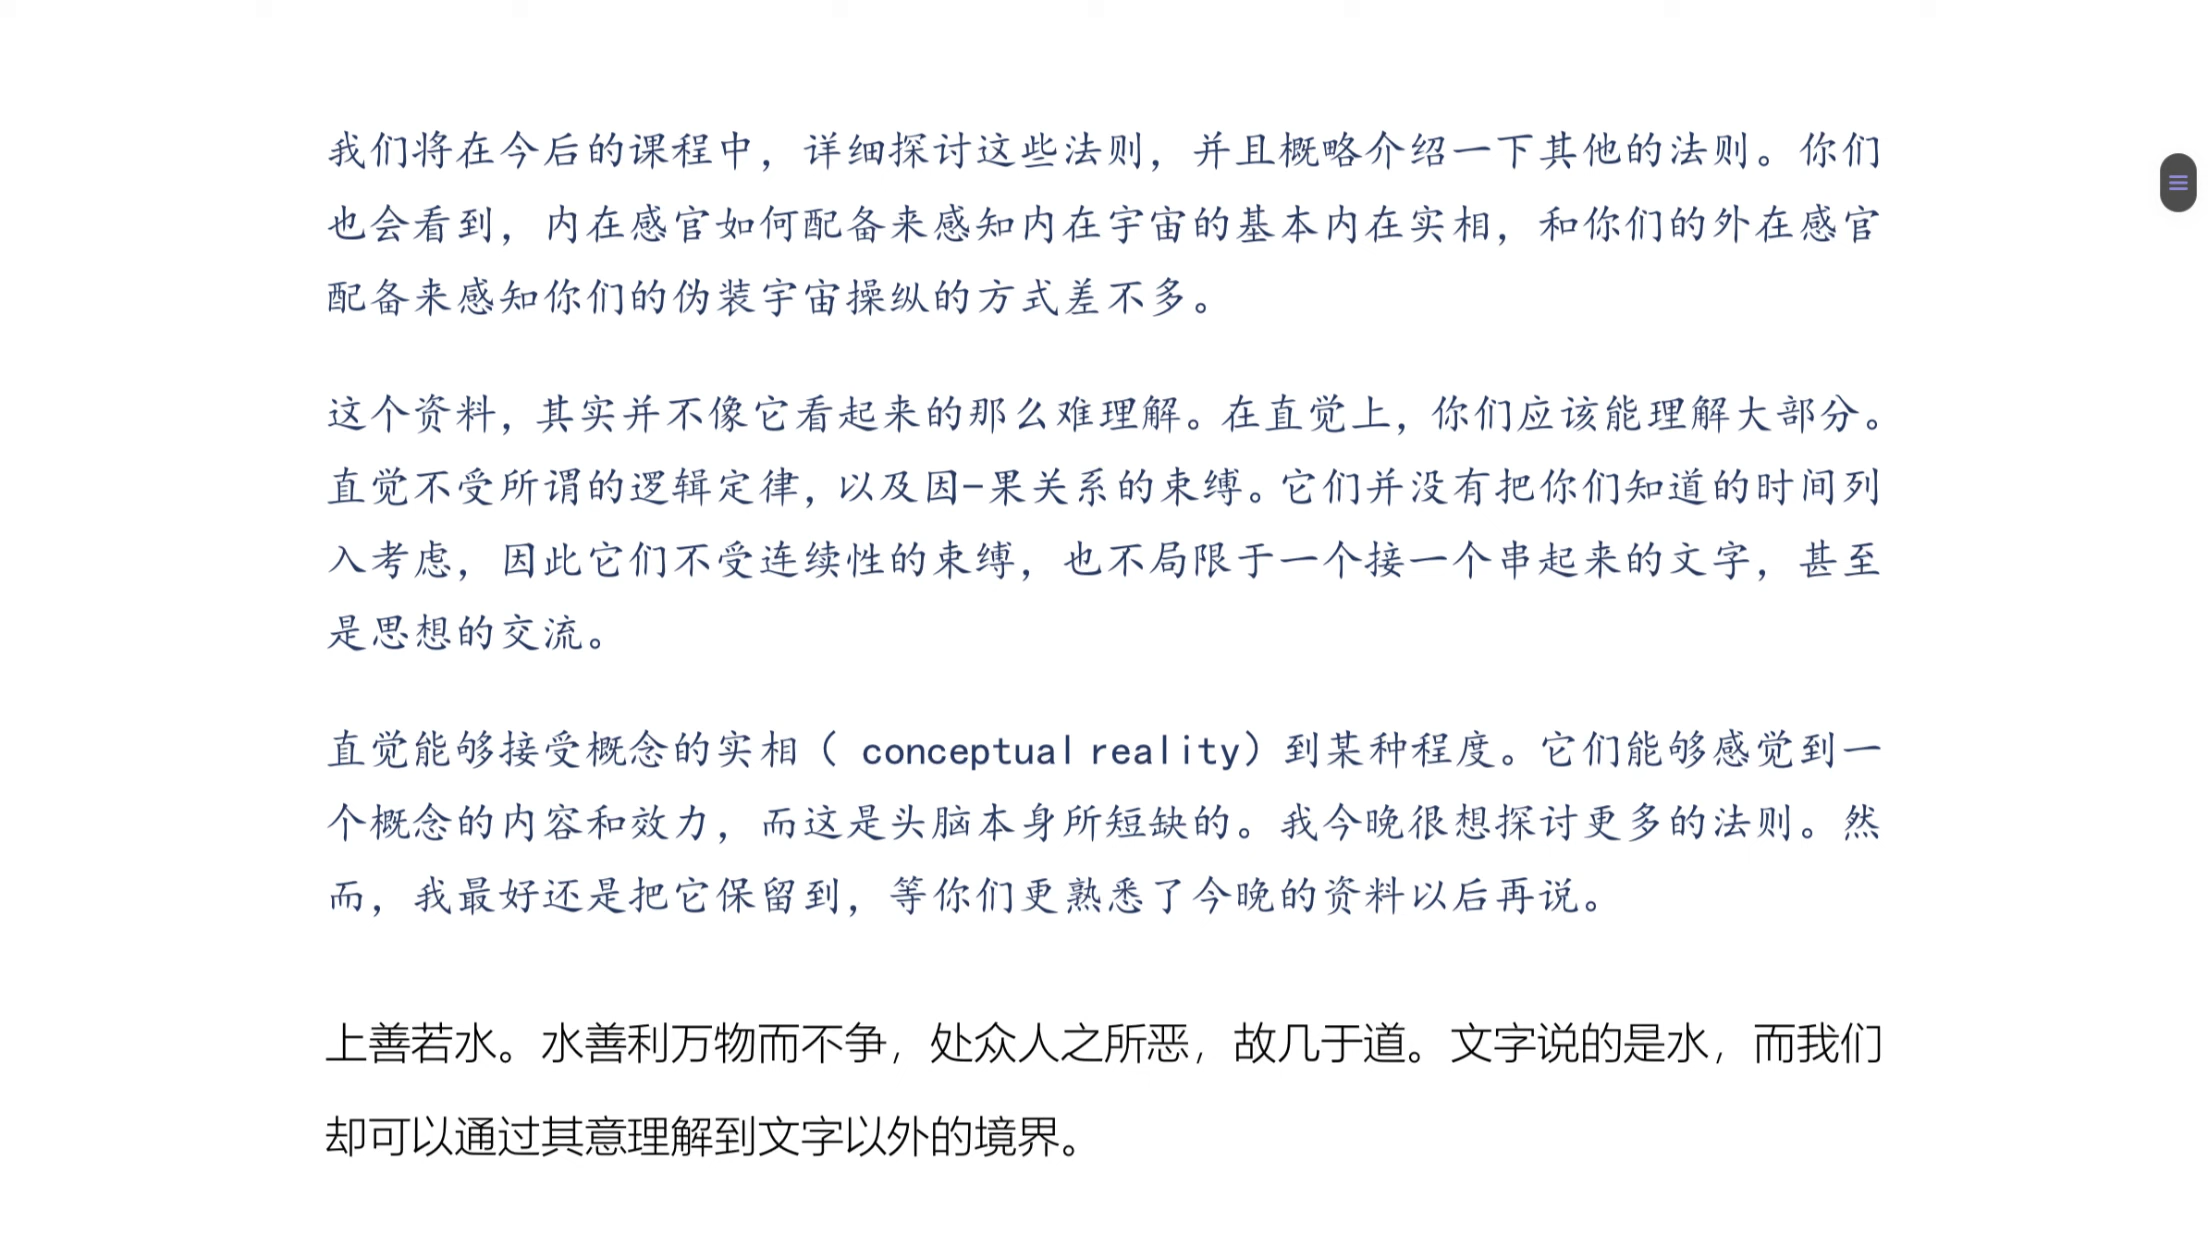 我们将在今后的课程中，详细探讨这些法则，并且概略介绍一下其他的法则。你们
也会看到，内在感官如何配备来感知内在宇宙的基本内在实相，和你们的外在感官
配备来感知你们的伪装宇宙操纵的方式差不多。
这个资料，其实并不像它看起来的那么难理解。在直觉上，你们应该能理解大部分。
直觉不受所谓的逻辑定律，以及因-果关系的束缚。它们并没有把你们知道的时间列
入考虑，因此它们不受连续性的束缚，也不局限于一个接一个串起来的文字，甚至
是思想的交流。
直觉能够接受概念的实相（ conceptual reality）到某种程度。它们能够感觉到一
个概念的内容和效力，而这是头脑本身所短缺的。我今晚很想探讨更多的法则。然
而，我最好还是把它保留到，等你们更熟悉了今晚的资料以后再说。
上善若水。水善利万物而不争，处众人之所恶，故几于道。文字说的是水，而我们
却可以通过其意理解到文字以外的境界。